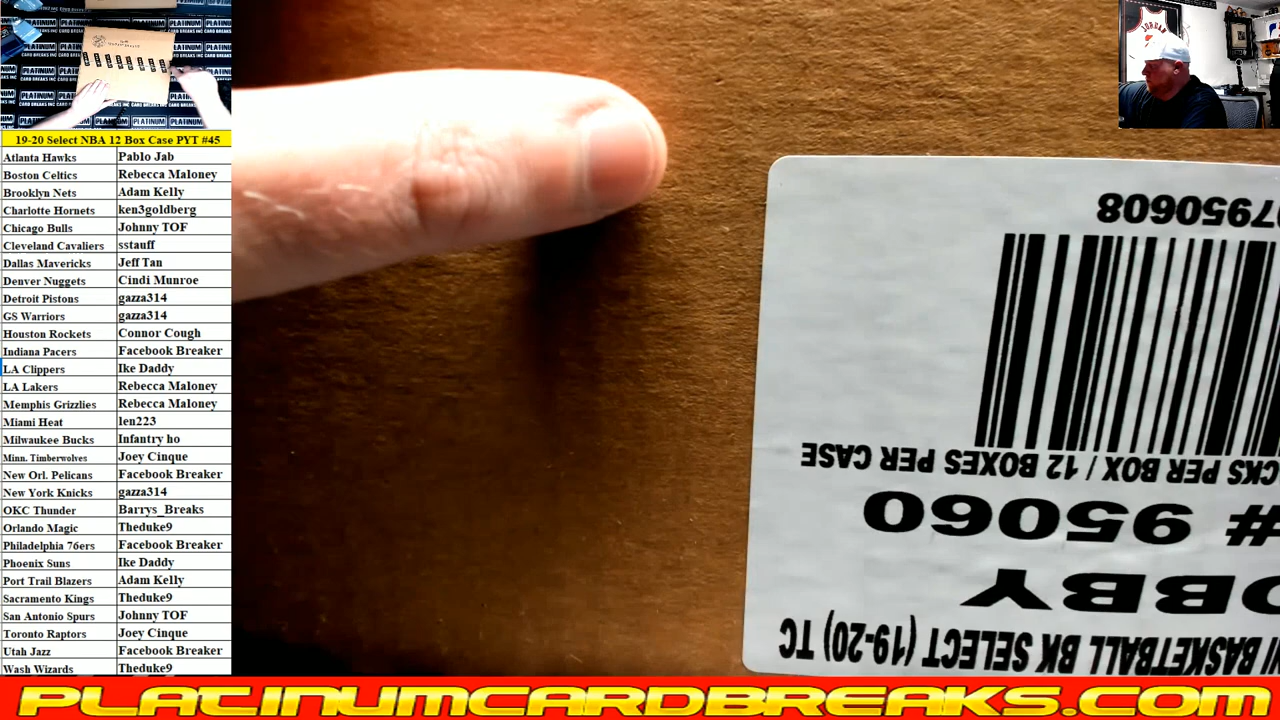 19-20 Select NBA 12 Box Case PYT #45
Atlanta Hawks Pablo Jab
Boston Celtics Rebecca Maloney
Brooklyn Nets Adam Kelly
Charlotte Hornets ken3goldberg
Chicago Bulls Johnny TOF
Cleveland Cavaliers sstauff
Dallas Mavericks Jeff Tan
Denver Nuggets Cindi Munroe
Detroit Pistons gazza314
GS Warriors gazza314
Houston Rockets Connor Cough
Indiana Pacers Facebook Breaker
LA Clippers Ike Daddy
LA Lakers Rebecca Maloney
Memphis Grizzlies Rebecca Maloney
Miami Heat len223
Milwaukee Bucks Infantry ho
Minn. Timberwolves Joey Cinque
New Orl. Pelicans Facebook Breaker
New York Knicks gazza314
OKC Thunder Barrys_Breaks
Orlando Magic Theduke9
Philadelphia 76ers Facebook Breaker
Phoenix Suns Ike Daddy
Port Trail Blazers Adam Kelly
Sacramento Kings Theduke9
San Antonio Spurs Johnny TOF
Toronto Raptors Joey Cinque
Utah Jazz Facebook Breaker
Wash Wizards Theduke9
BASKETBALL BK SELECT (19-20) TC
OBBY
# 95060
CKS PER BOX / 12 BOXES PER CASE
7950608
JORDAN
PLATINUM
CARD BREAKS INC
PLATINUMCARDBREAKS.COM